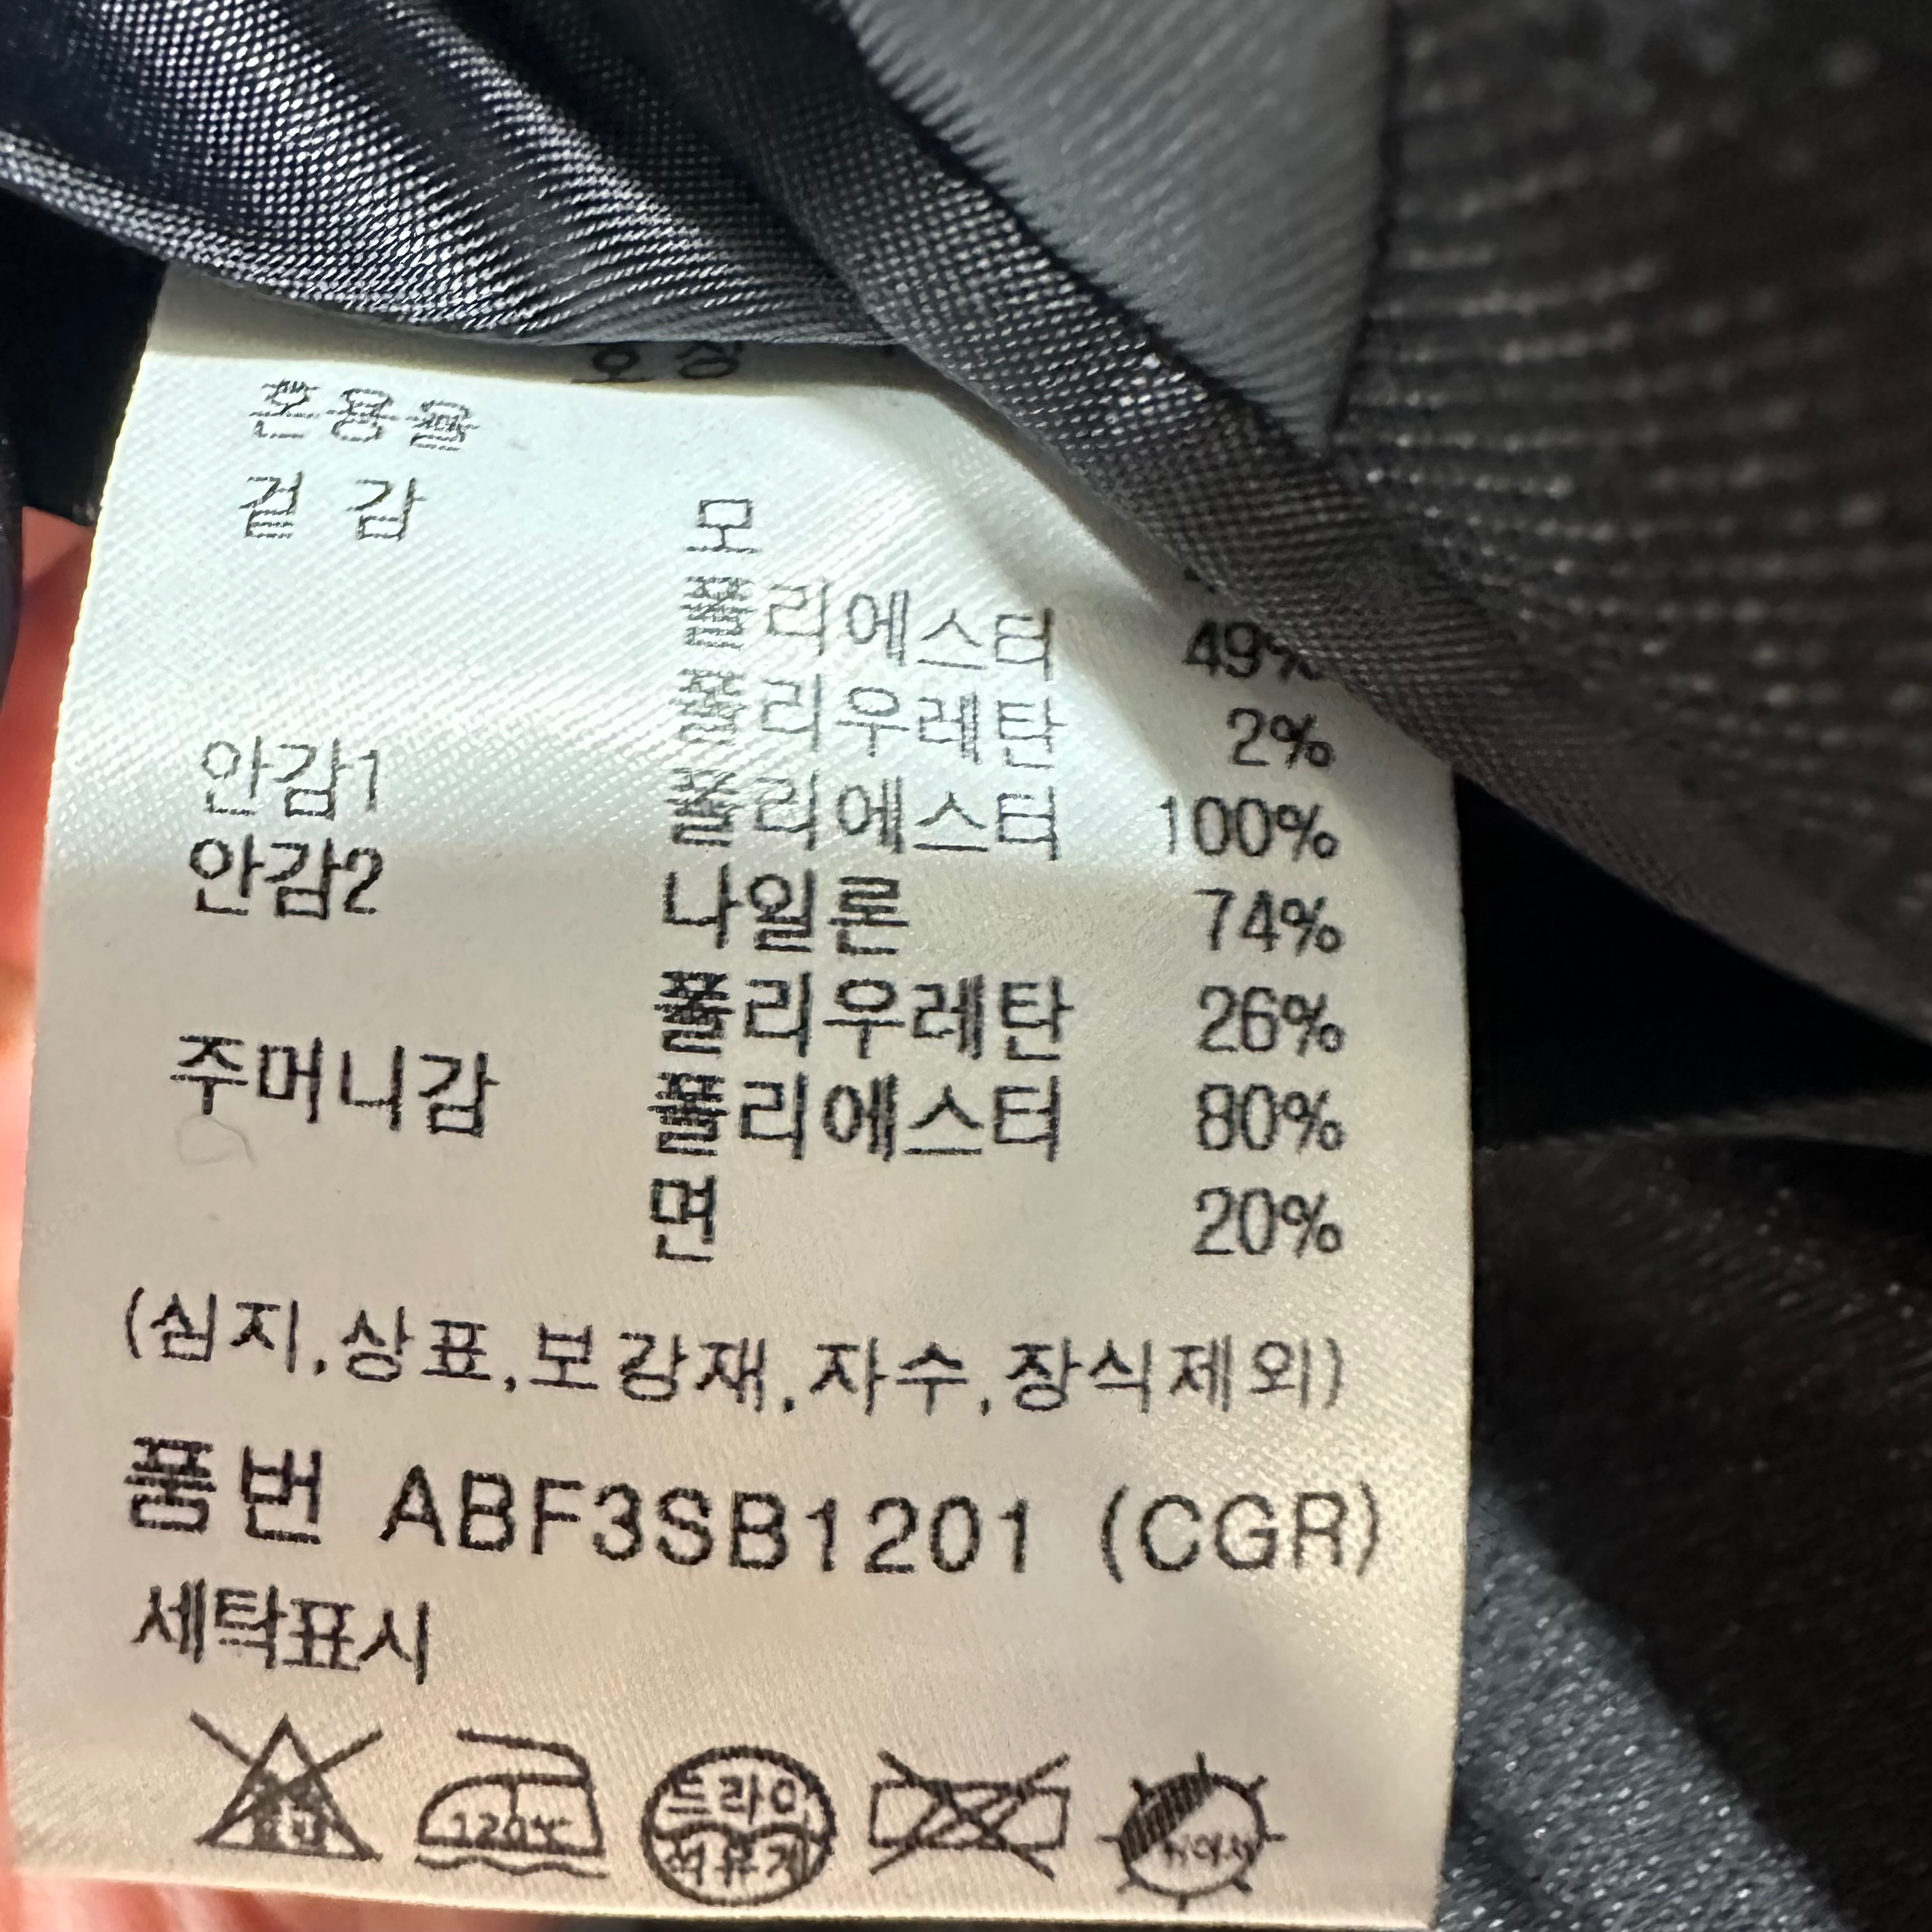 혼용율
겉 감 모
폴리에스터 49%
폴리우레탄 2%
안감1 폴리에스터 100%
안감2 나일론 74%
폴리우레탄 26%
주머니감 폴리에스터 80%
면 20%
(심지,상표,보강재,자수,장식제외)
품번 ABF3SB1201 (CGR)
세탁표시
120℃
드라이
석유계